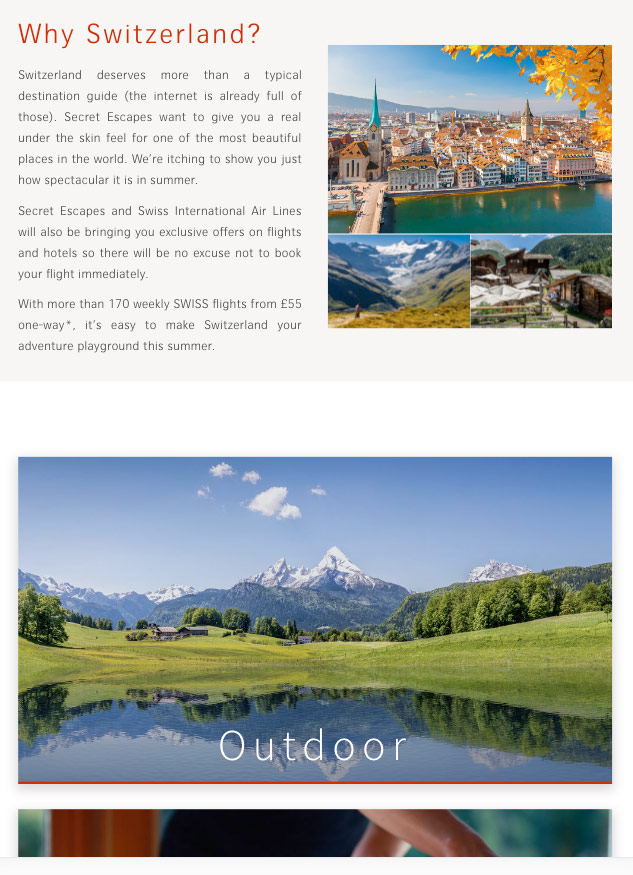 Why Switzerland?
Switzerland deserves more than a typical
destination guide (the internet is already full of
those). Secret Escapes want to give you a real
under the skin feel for one of the most beautiful
places in the world. We’re itching to show you just
how spectacular it is in summer.
Secret Escapes and Swiss International Air Lines
will also be bringing you exclusive offers on flights
and hotels so there will be no excuse not to book
your flight immediately.
With more than 170 weekly SWISS flights from £55
one-way*, it’s easy to make Switzerland your
adventure playground this summer.
Outdoor